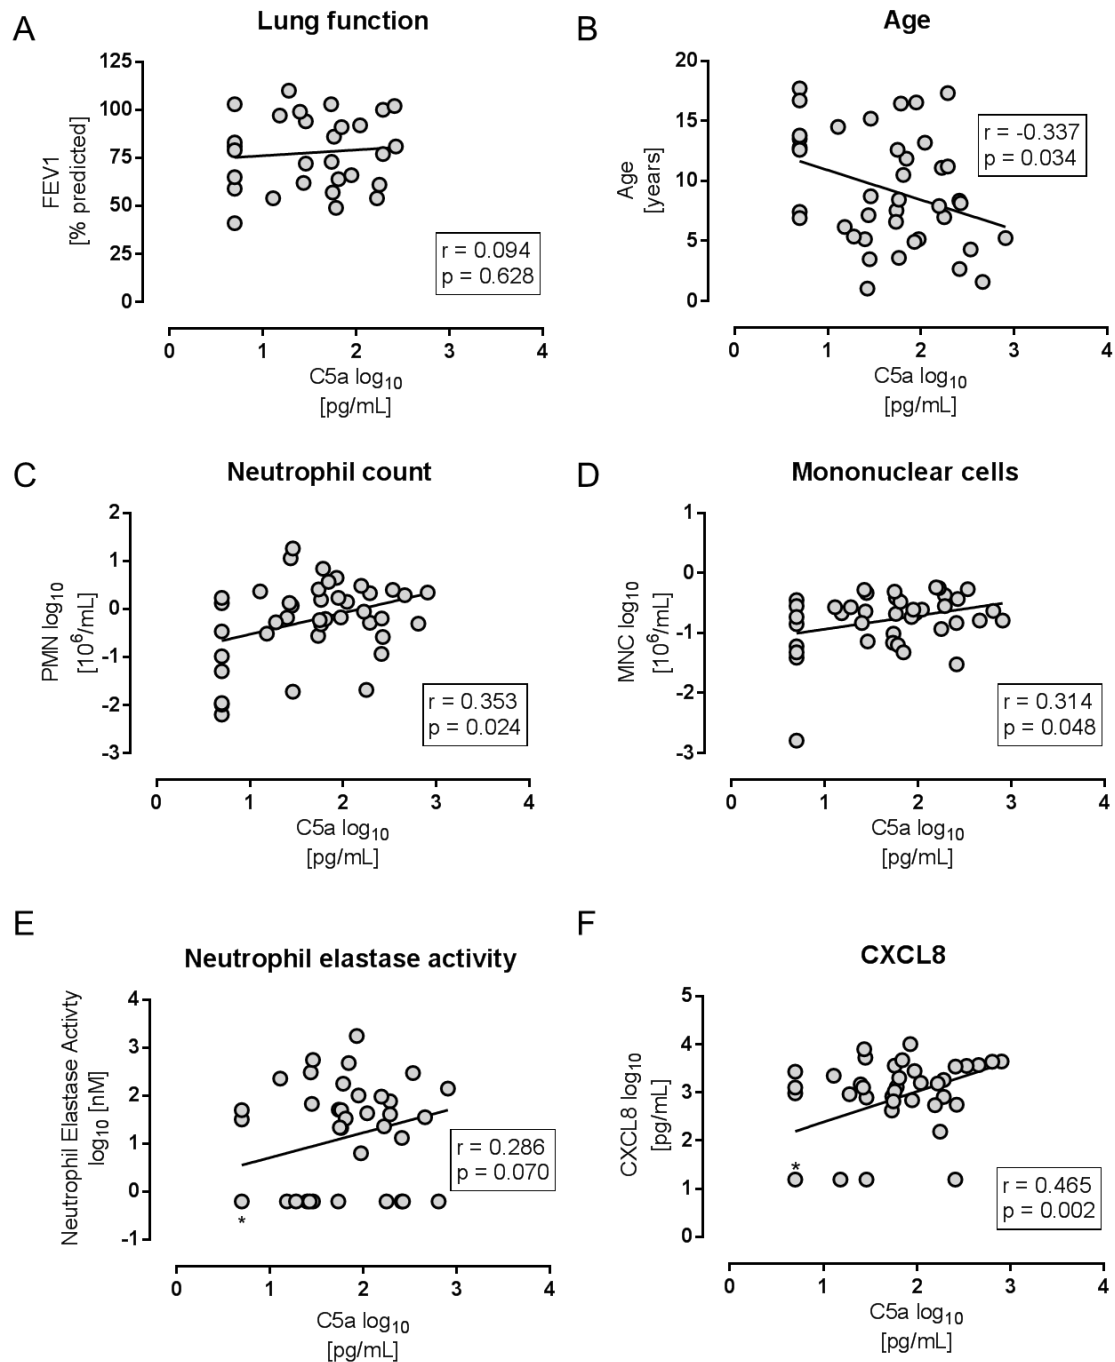 A
Lung function
125
100
75
50
25
0
FEV1
[% predicted]
r = 0.094
p = 0.628
0 1 2 3 4
C5a log10
[pg/mL]
B
Age
20
15
10
5
0
Age
[years]
r = -0.337
p = 0.034
0 1 2 3 4
C5a log10
[pg/mL]
C
Neutrophil count
2
1
0
-1
-2
-3
PMN log10
[10^6/mL]
r = 0.353
p = 0.024
0 1 2 3 4
C5a log10
[pg/mL]
D
Mononuclear cells
1
0
-1
-2
-3
MNC log10
[10^6/mL]
r = 0.314
p = 0.048
0 1 2 3 4
C5a log10
[pg/mL]
E
Neutrophil elastase activity
4
3
2
1
0
-1
Neutrophil Elastase Activty
log10 [nM]
r = 0.286
p = 0.070
*
0 1 2 3 4
C5a log10
[pg/mL]
F
CXCL8
5
4
3
2
1
0
CXCL8 log10
[pg/mL]
*
r = 0.465
p = 0.002
0 1 2 3 4
C5a log10
[pg/mL]